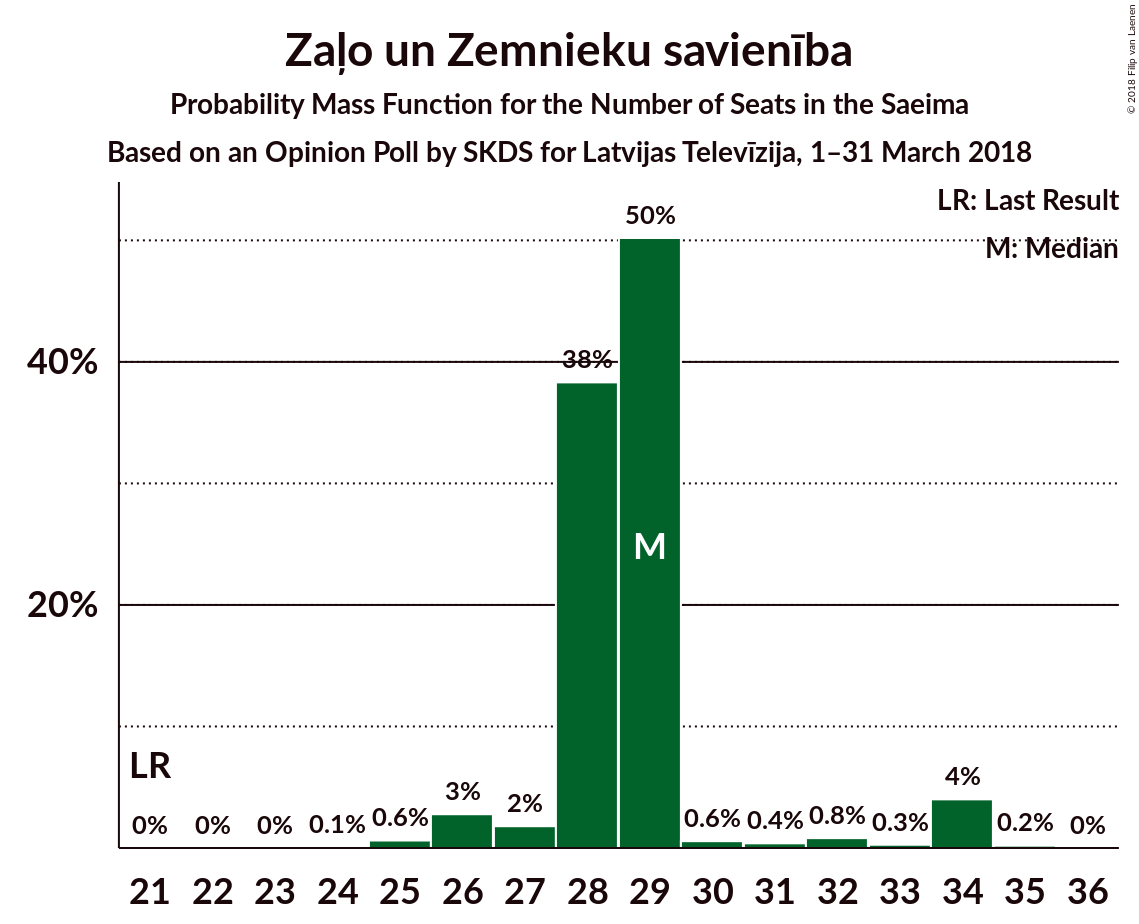 Zaļo un Zemnieku savienība
Probability Mass Function for the Number of Seats in the Saeima
Based on an Opinion Poll by SKDS for Latvijas Televīzija, 1–31 March 2018
© 2018 Filip van Laenen
LR: Last Result
M: Median
50%
40%
38%
M
20%
LR
0% 0% 0% 0.1% 0.6% 3% 2% 0.6% 0.4% 0.8% 0.3% 4% 0.2% 0%
21 22 23 24 25 26 27 28 29 30 31 32 33 34 35 36